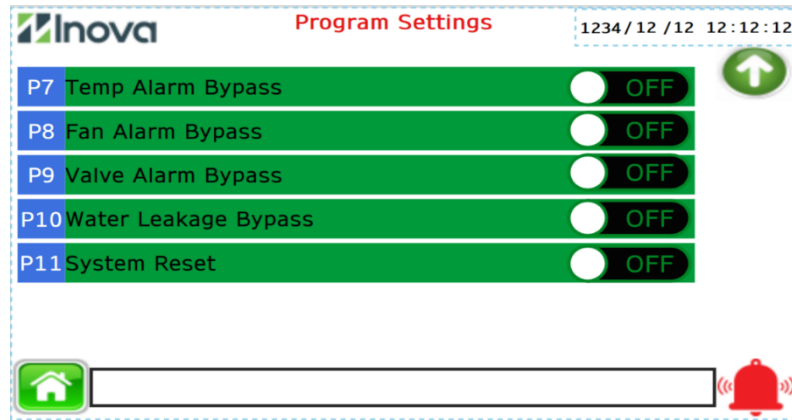 Inova
Program Settings
1234/12/12 12:12:12
P7 Temp Alarm Bypass OFF
P8 Fan Alarm Bypass OFF
P9 Valve Alarm Bypass OFF
P10 Water Leakage Bypass OFF
P11 System Reset OFF